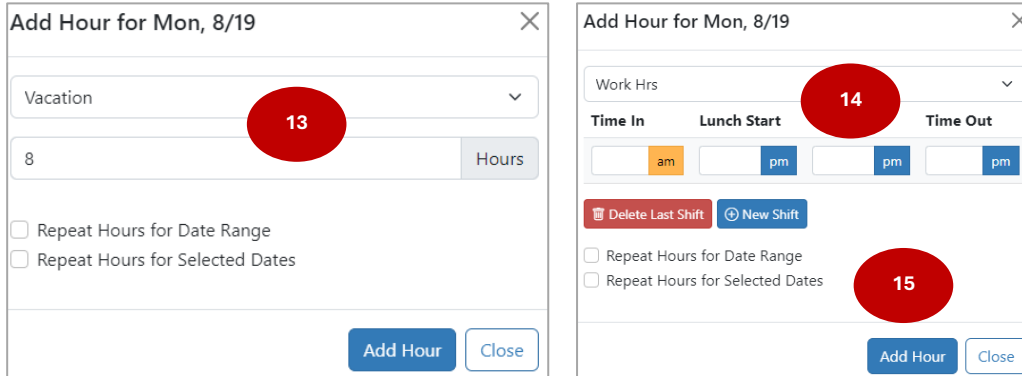 Add Hour for Mon, 8/19
Vacation
13
8 Hours
Repeat Hours for Date Range
Repeat Hours for Selected Dates
Add Hour Close
Add Hour for Mon, 8/19
Work Hrs
14
Time In Lunch Start Time Out
am pm pm pm
Delete Last Shift New Shift
Repeat Hours for Date Range
Repeat Hours for Selected Dates
15
Add Hour Close